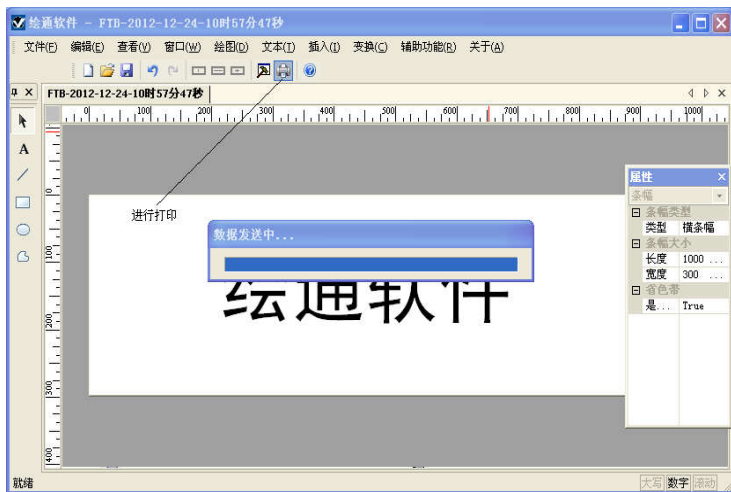 绘通软件 - FTB-2012-12-24-10时57分47秒
文件(F) 编辑(E) 查看(V) 窗口(W) 绘图(D) 文本(T) 插入(I) 变换(C) 辅助功能(R) 关于(A)
FTB-2012-12-24-10时57分47秒
0 100 200 300 400 500 600 700 800 900 1000
A
进行打印
数据发送中...
绘通软件
0
100
200
300
400
属性
条幅
条幅类型
类型 横条幅
条幅大小
长度 1000 ...
宽度 300 ...
省色带
是... True
就绪
大写 数字 滚动